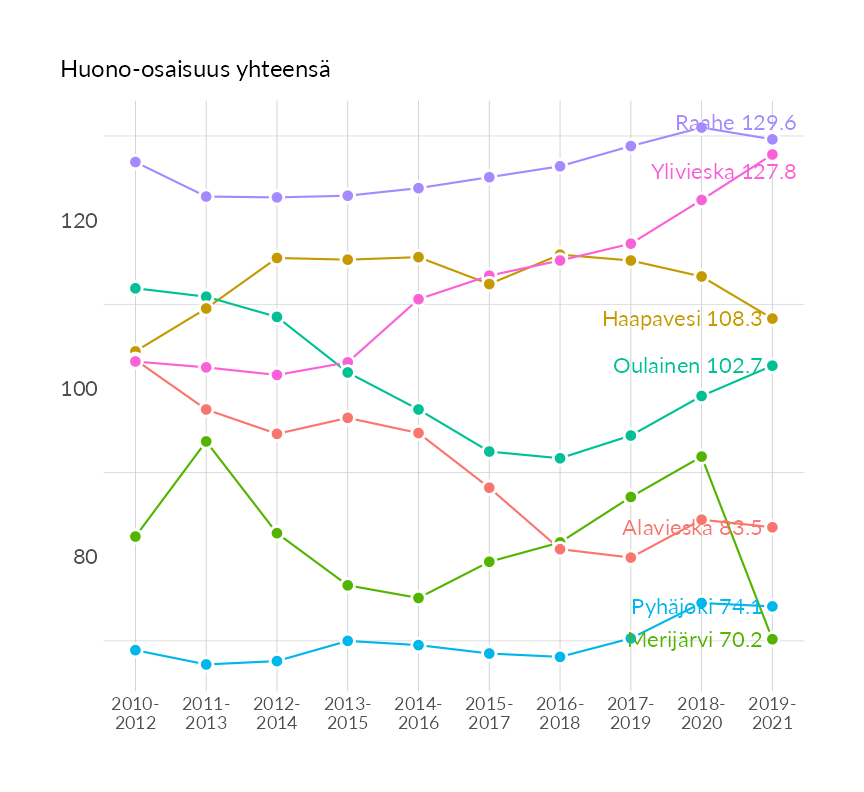 Huono-osaisuus yhteensä
Raahe 129.6
Ylivieska 127.8
120
Haapavesi 108.3
Oulainen 102.7
100
Alavieska 83.5
80
Pyhäjoki 74.1
Merijärvi 70.2
2010- 2011- 2012- 2013- 2014- 2015- 2016- 2017- 2018- 2019-
2012 2013 2014 2015 2016 2017 2018 2019 2020 2021